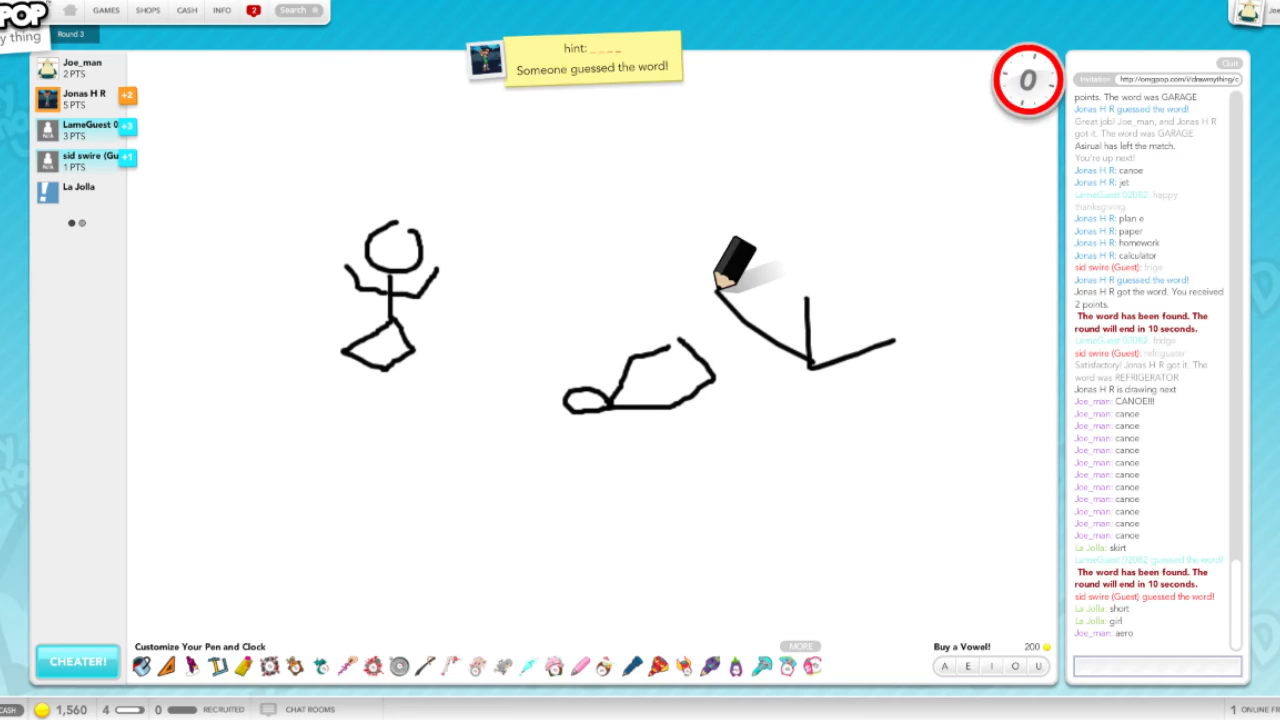 POP
y thing
GAMES
SHOPS
CASH
INFO
2
Search
Joe
Round 3
Joe_man
2 PTS
Jonas H R
5 PTS
+2
LameGuest 0
3 PTS
+3
sid swire (Gu
1 PTS
+1
La Jolla
hint: _ _ _ _
Someone guessed the word!
0
Quit
Invitation
http://omgpop.com/l/drawmything/c
points. The word was GARAGE
Jonas H R guessed the word!
Great job! Joe_man, and Jonas H R
got it. The word was GARAGE
Asirual has left the match.
You're up next!
Jonas H R: canoe
Jonas H R: jet
LameGuest 02082: happy
thanksgiving
Jonas H R: plan e
Jonas H R: paper
Jonas H R: homework
Jonas H R: calculator
sid swire (Guest): frige
Jonas H R guessed the word!
Jonas H R got the word. You received
2 points.
The word has been found. The
round will end in 10 seconds.
LameGuest 02082: fridge
sid swire (Guest): refriguater
Satisfactory! Jonas H R got it. The
word was REFRIGERATOR
Jonas H R is drawing next
Joe_man: CANOE!!!
Joe_man: canoe
Joe_man: canoe
Joe_man: canoe
Joe_man: canoe
Joe_man: canoe
Joe_man: canoe
Joe_man: canoe
Joe_man: canoe
Joe_man: canoe
Joe_man: canoe
Joe_man: canoe
La Jolla: skirt
LameGuest 02082 guessed the word!
The word has been found. The
round will end in 10 seconds.
sid swire (Guest) guessed the word!
La Jolla: short
La Jolla: girl
Joe_man: aero
CHEATER!
Customize Your Pen and Clock
MORE
Buy a Vowel!
200
A E I O U
CASH
1,560
4
0
RECRUITED
CHAT ROOMS
1 ONLINE FR